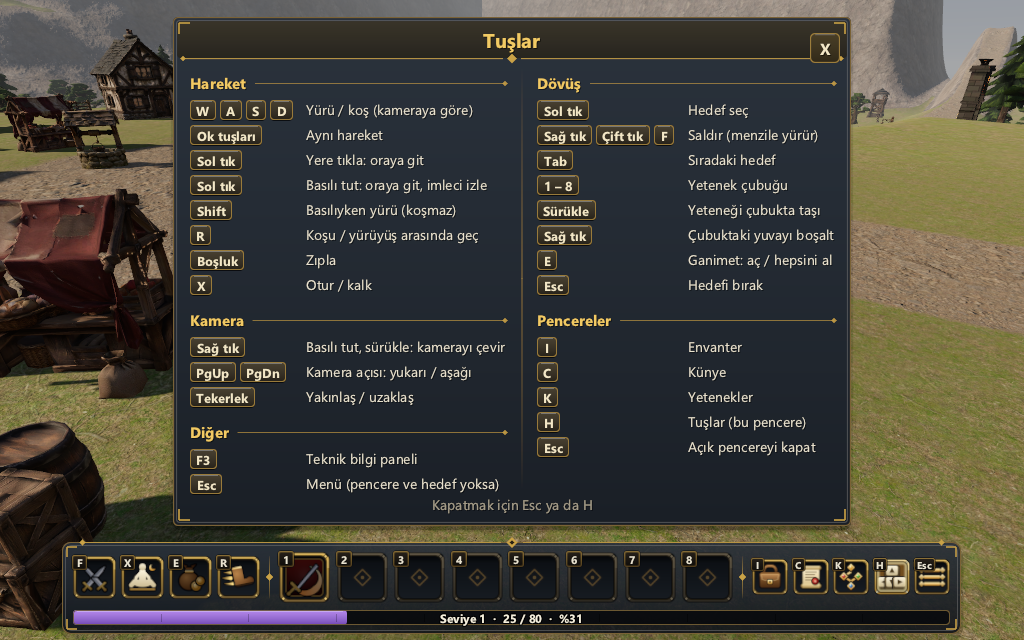 Tuşlar
X
Hareket
W A S D Yürü / koş (kameraya göre)
Ok tuşları Aynı hareket
Sol tık Yere tıkla: oraya git
Sol tık Basılı tut: oraya git, imleci izle
Shift Basılıyken yürü (koşmaz)
R Koşu / yürüyüş arasında geç
Boşluk Zıpla
X Otur / kalk
Kamera
Sağ tık Basılı tut, sürükle: kamerayı çevir
PgUp PgDn Kamera açısı: yukarı / aşağı
Tekerlek Yakınlaş / uzaklaş
Diğer
F3 Teknik bilgi paneli
Esc Menü (pencere ve hedef yoksa)
Dövüş
Sol tık Hedef seç
Sağ tık Çift tık F Saldır (menzile yürür)
Tab Sıradaki hedef
1 – 8 Yetenek çubuğu
Sürükle Yeteneği çubukta taşı
Sağ tık Çubuktaki yuvayı boşalt
E Ganimet: aç / hepsini al
Esc Hedefi bırak
Pencereler
I Envanter
C Künye
K Yetenekler
H Tuşlar (bu pencere)
Esc Açık pencereyi kapat
Kapatmak için Esc ya da H
F X E R 1 2 3 4 5 6 7 8 I C K H Esc
Seviye 1 · 25 / 80 · %31